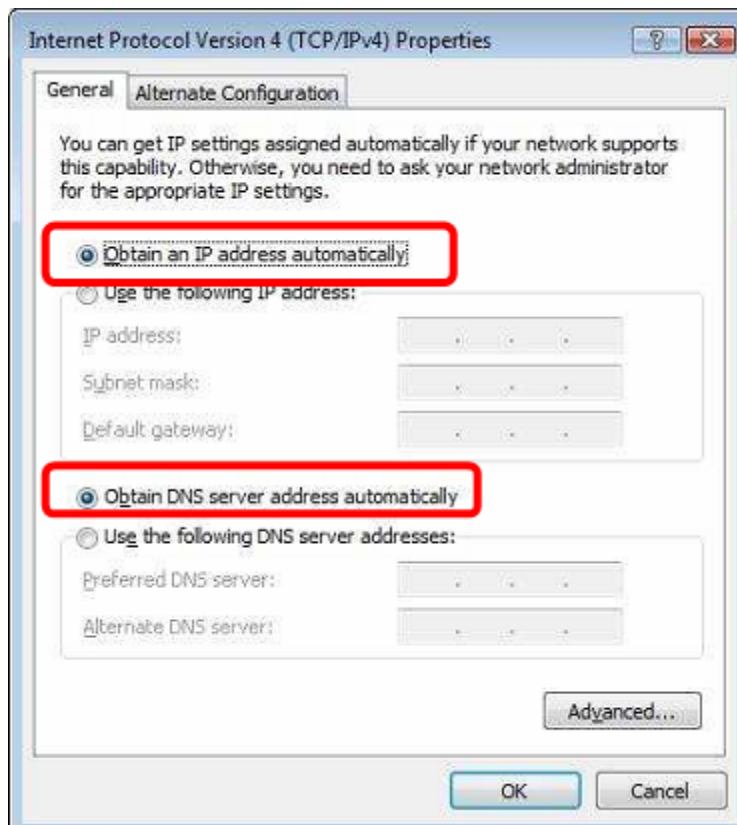 Internet Protocol Version 4 (TCP/IPv4) Properties
General
Alternate Configuration
You can get IP settings assigned automatically if your network supports
this capability. Otherwise, you need to ask your network administrator
for the appropriate IP settings.
Obtain an IP address automatically
Use the following IP address:
IP address:
Subnet mask:
Default gateway:
Obtain DNS server address automatically
Use the following DNS server addresses:
Preferred DNS server:
Alternate DNS server:
Advanced...
OK
Cancel